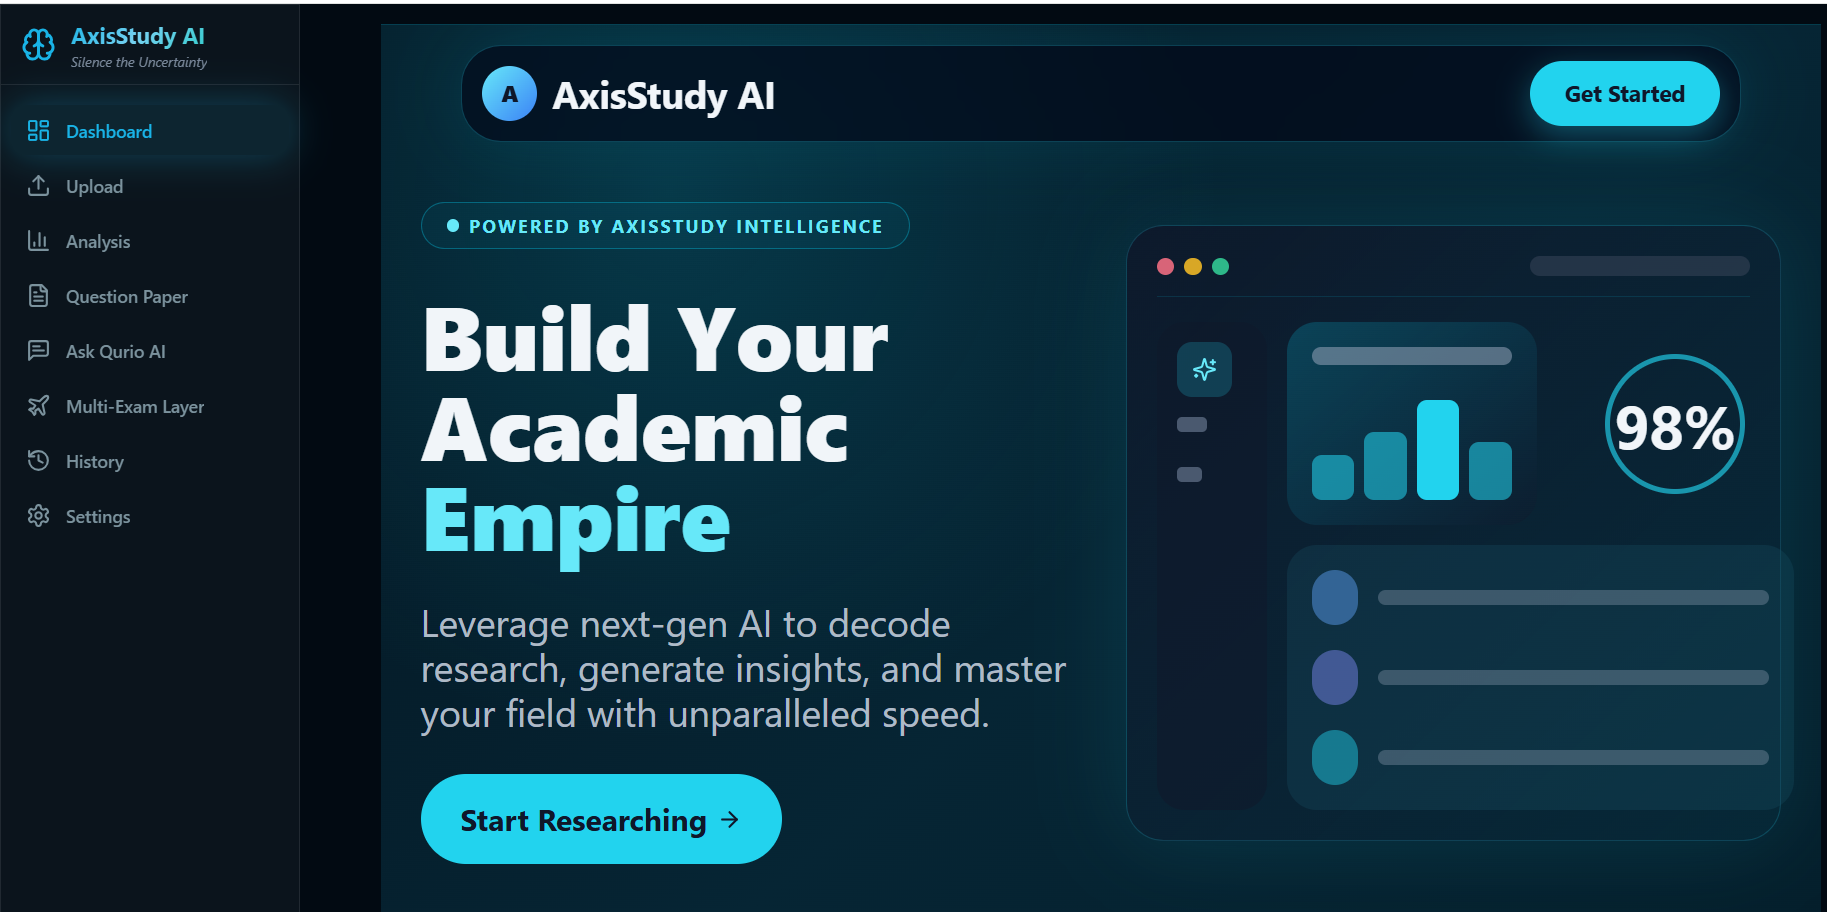 AxisStudy AI
Silence the Uncertainty
Dashboard
Upload
Analysis
Question Paper
Ask Qurio AI
Multi-Exam Layer
History
Settings
A AxisStudy AI
Get Started
POWERED BY AXISSTUDY INTELLIGENCE
Build Your
Academic
Empire
Leverage next-gen AI to decode
research, generate insights, and master
your field with unparalleled speed.
Start Researching →
98%